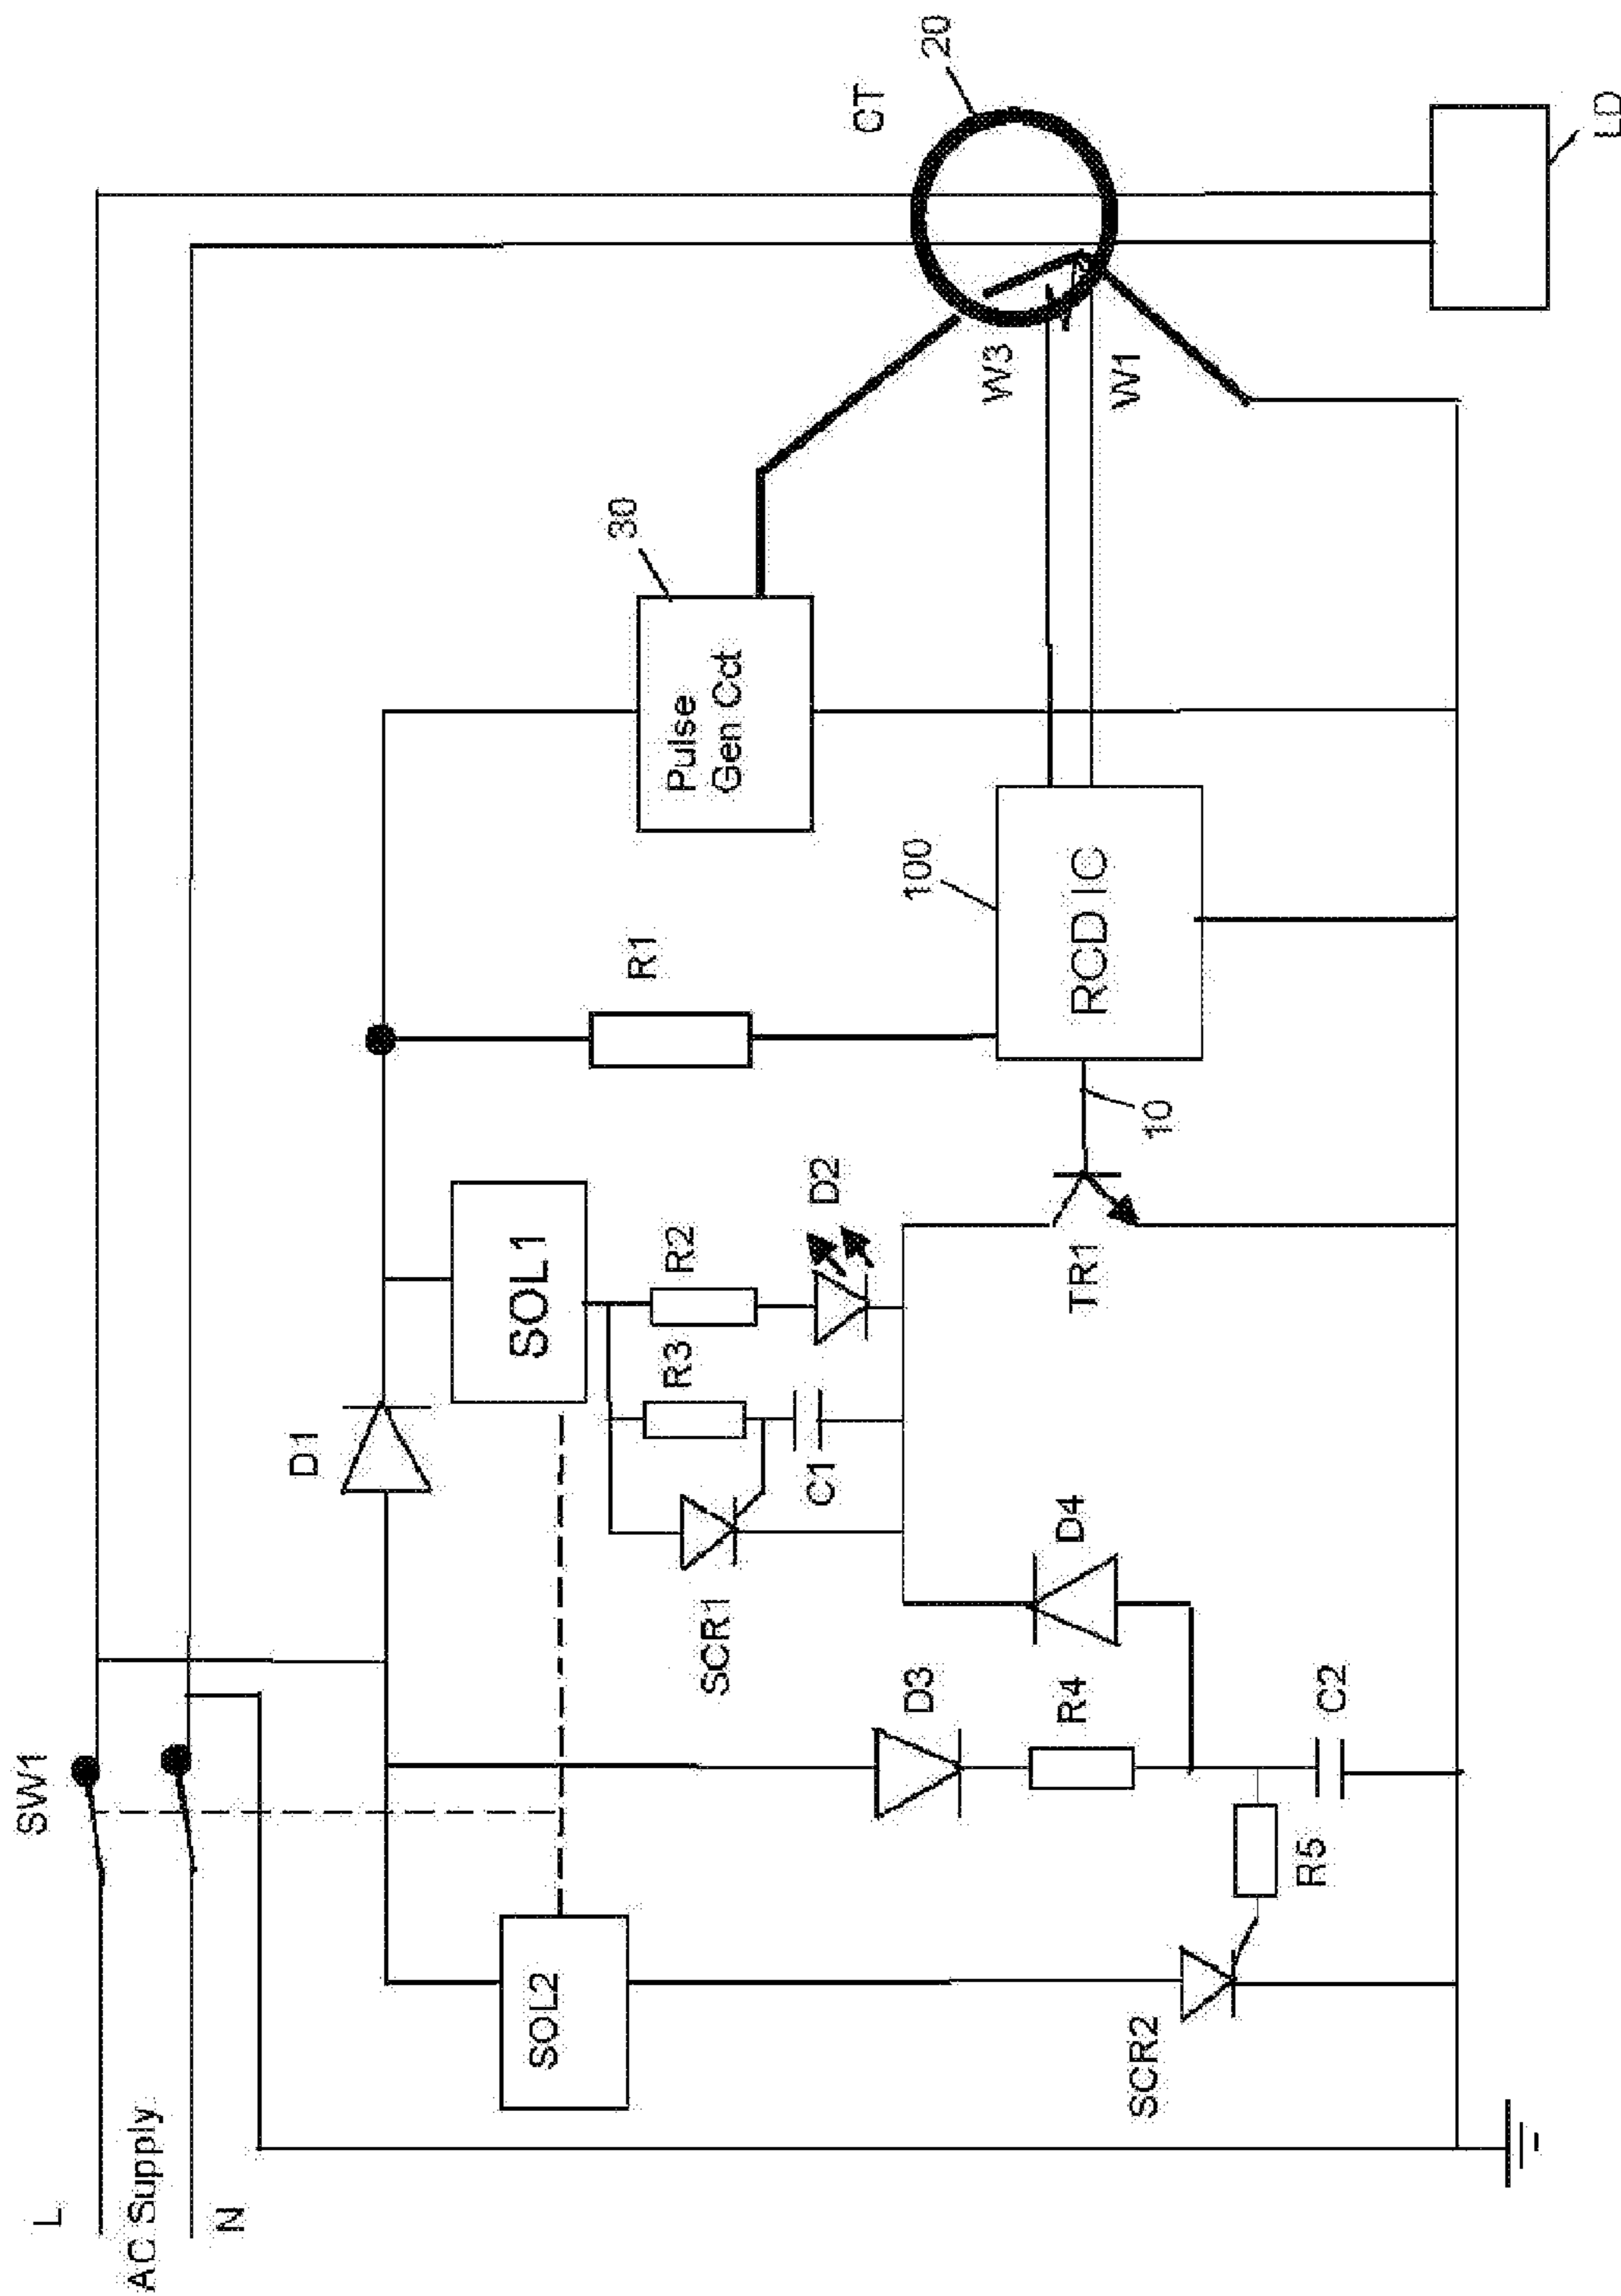 L
AC Supply
N
SW1
SOL2
SCR2
R5
C2
R4
D3
D4
SCR1
D1
SOL1
R3
C1
R2
D2
TR1
10
R1
100
RCD IC
30
Pulse
Gen Cct
W3
W1
CT
20
LD